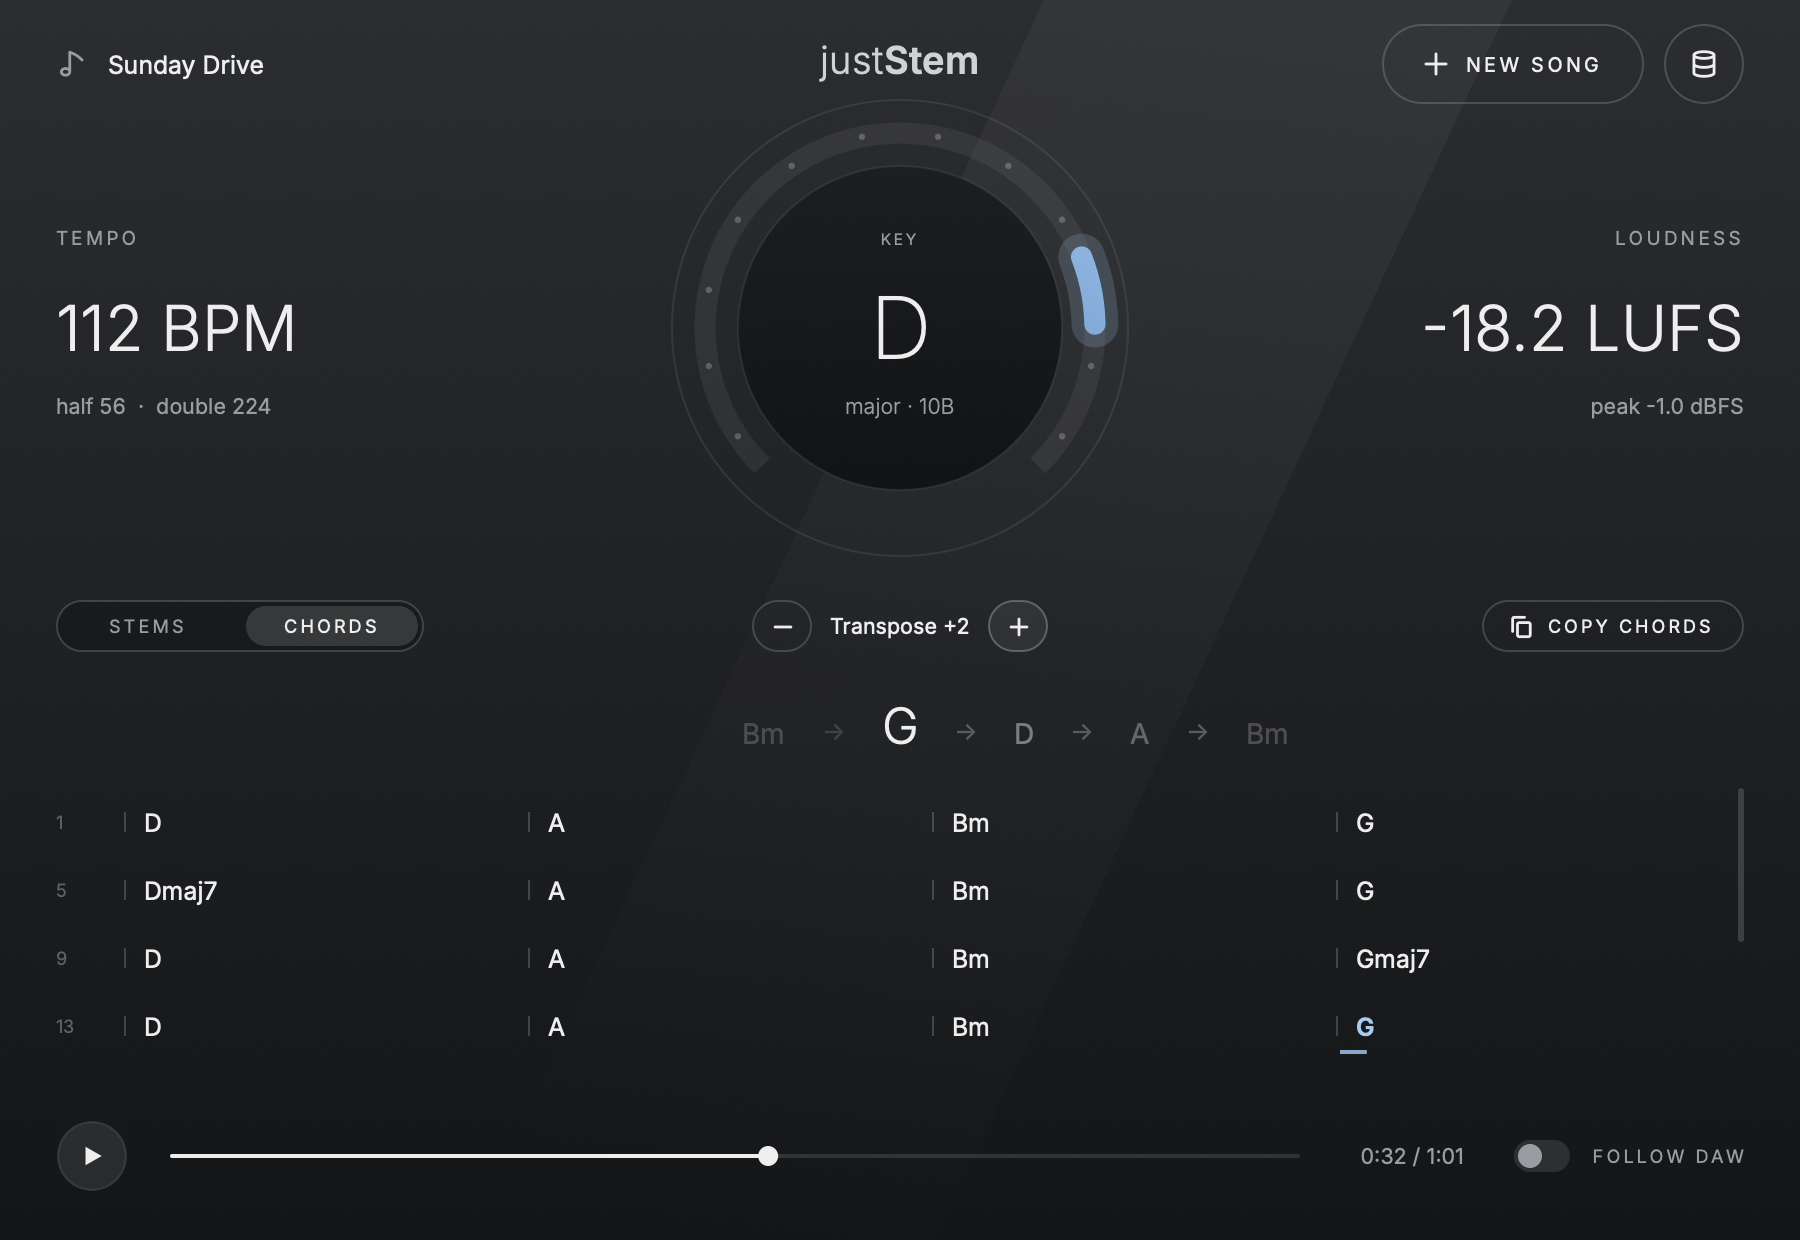 Sunday Drive
justStem
NEW SONG
TEMPO
112 BPM
half 56 · double 224
KEY
D
major · 10B
LOUDNESS
-18.2 LUFS
peak -1.0 dBFS
STEMS CHORDS
Transpose +2
COPY CHORDS
Bm → G → D → A → Bm
1 D A Bm G
5 Dmaj7 A Bm G
9 D A Bm Gmaj7
13 D A Bm G
0:32 / 1:01
FOLLOW DAW